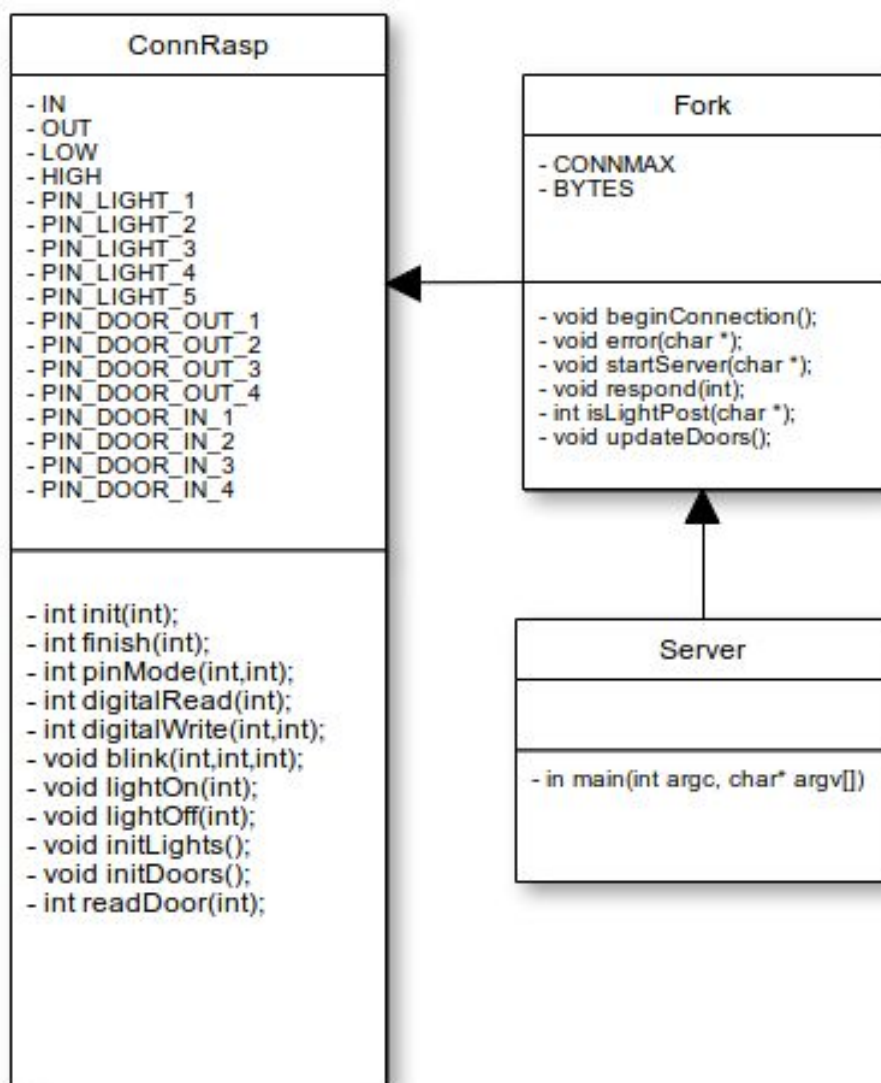 ConnRasp
- IN
- OUT
- LOW
- HIGH
- PIN_LIGHT_1
- PIN_LIGHT_2
- PIN_LIGHT_3
- PIN_LIGHT_4
- PIN_LIGHT_5
- PIN_DOOR_OUT_1
- PIN_DOOR_OUT_2
- PIN_DOOR_OUT_3
- PIN_DOOR_OUT_4
- PIN_DOOR_IN_1
- PIN_DOOR_IN_2
- PIN_DOOR_IN_3
- PIN_DOOR_IN_4
- int init(int);
- int finish(int);
- int pinMode(int,int);
- int digitalRead(int);
- int digitalWrite(int,int);
- void blink(int,int,int);
- void lightOn(int);
- void lightOff(int);
- void initLights();
- void initDoors();
- int readDoor(int);
Fork
- CONNMAX
- BYTES
- void beginConnection();
- void error(char *);
- void startServer(char *);
- void respond(int);
- int isLightPost(char *);
- void updateDoors();
Server
- in main(int argc, char* argv[])